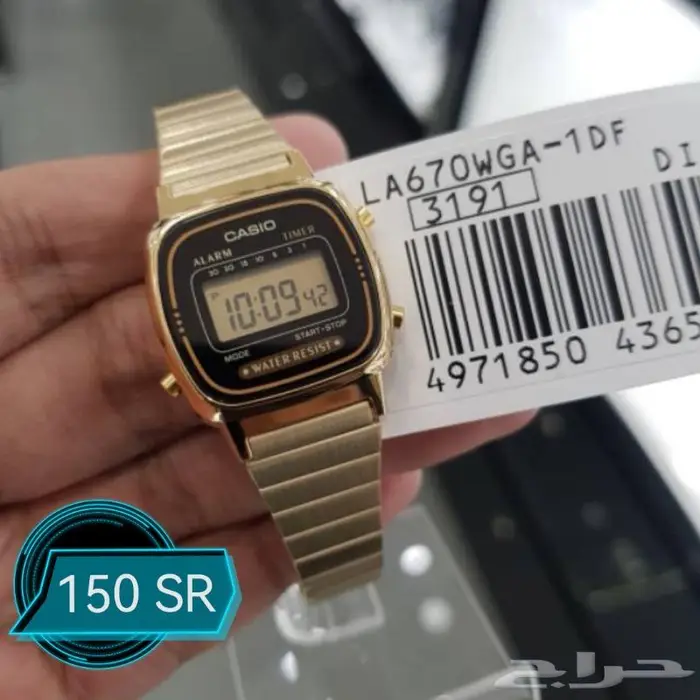 LA670WGA-1DF
DI
3191
4971850 4365
CASIO
ALARM TIMER
30 20 15 10 5 3 1
P
10:09 42
START-STOP
MODE
WATER RESIST
150 SR
حراج